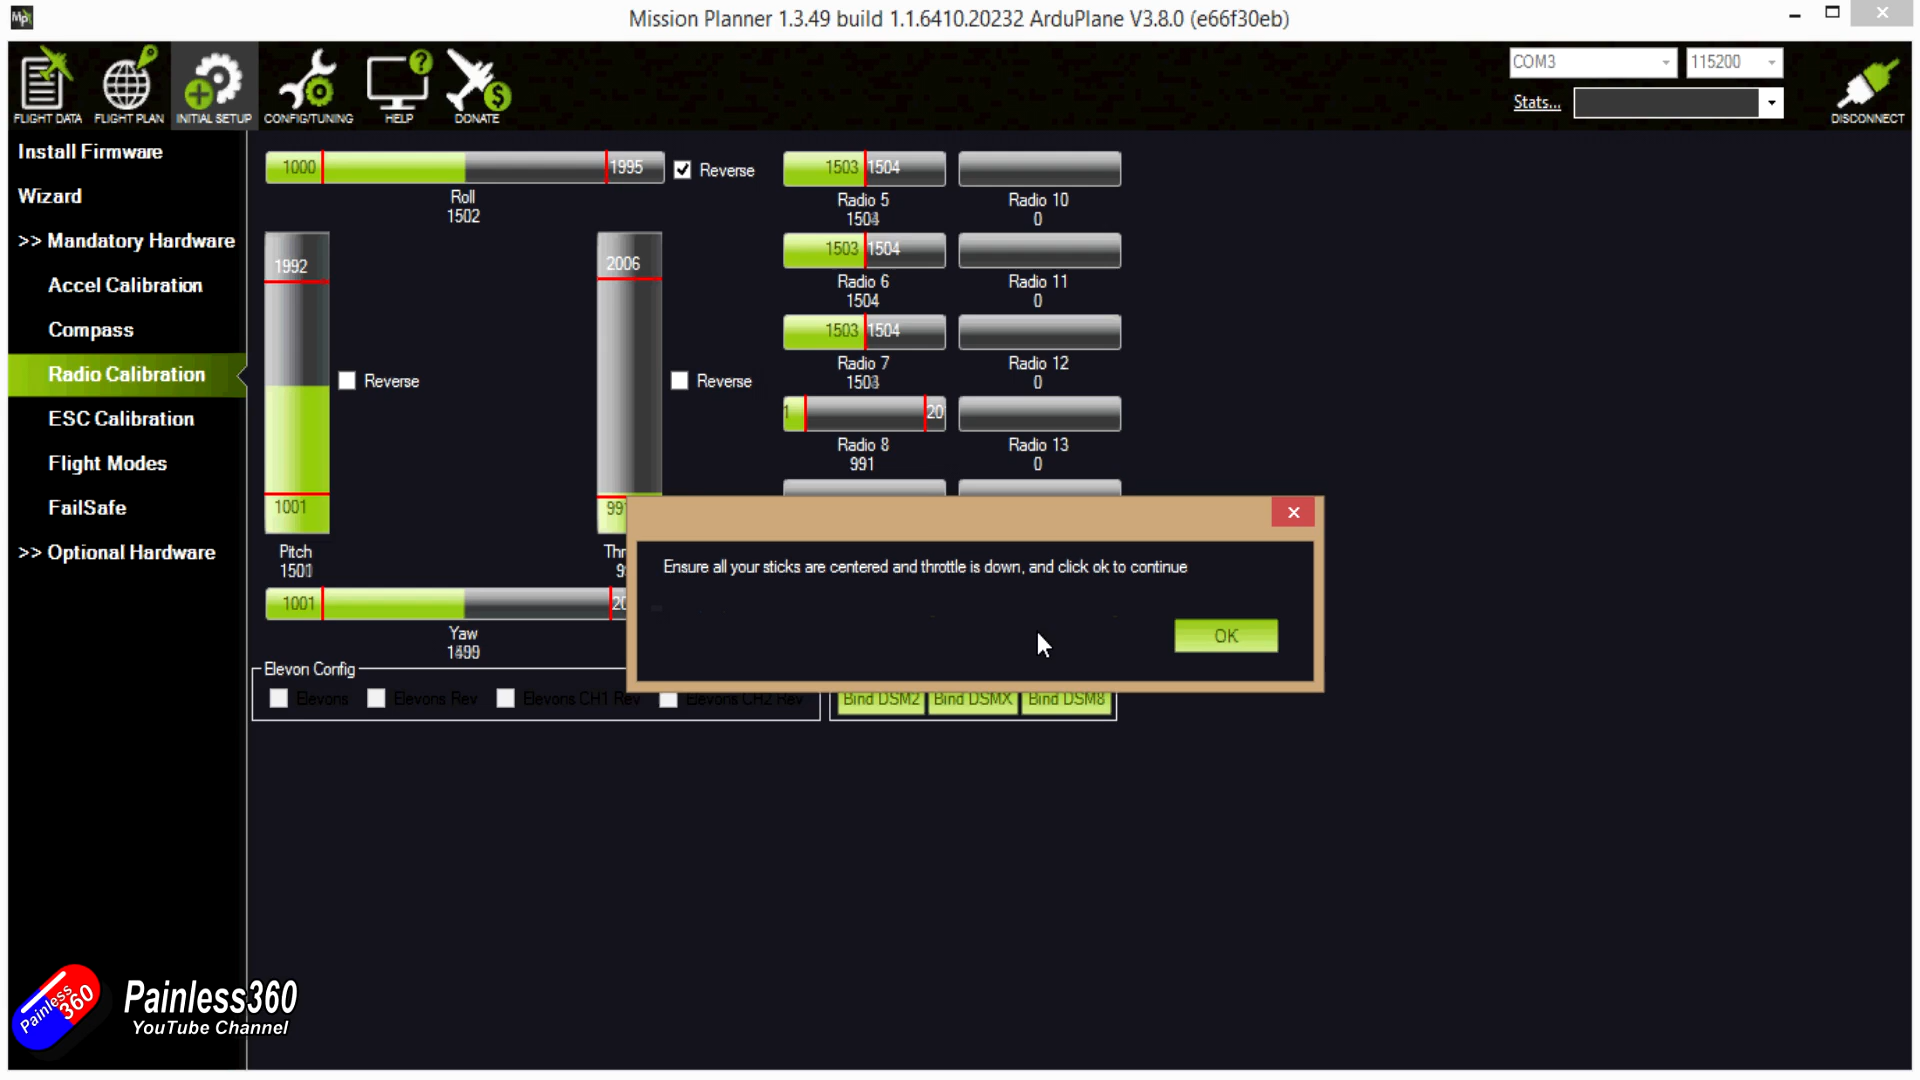 Mission Planner 1.3.49 build 1.1.6410.20232 ArduPlane V3.8.0 (e66f30eb)
FLIGHT DATA FLIGHT PLAN INITIAL SETUP CONFIG/TUNING HELP DONATE
COM3 115200
Stats...
DISCONNECT
Install Firmware
Wizard
>> Mandatory Hardware
Accel Calibration
Compass
Radio Calibration
ESC Calibration
Flight Modes
FailSafe
>> Optional Hardware
1000 1995 Reverse
Roll
1502
1992
1001
Reverse
Pitch
2006
Reverse
1001
Yaw
1503 1504
Radio 5
1503 1504
Radio 6
1504
1503 1504
Radio 7
1 20
Radio 8
991
Radio 10
0
Radio 11
0
Radio 12
0
Radio 13
0
Ensure all your sticks are centered and throttle is down, and click ok to continue
OK
Elevon Config
Elevons Elevons Rev Elevons CH1 Rev Elevons CH2 Rev
Bind DSM2 Bind DSMX Bind DSM8
Painless 360
Painless360
YouTube Channel